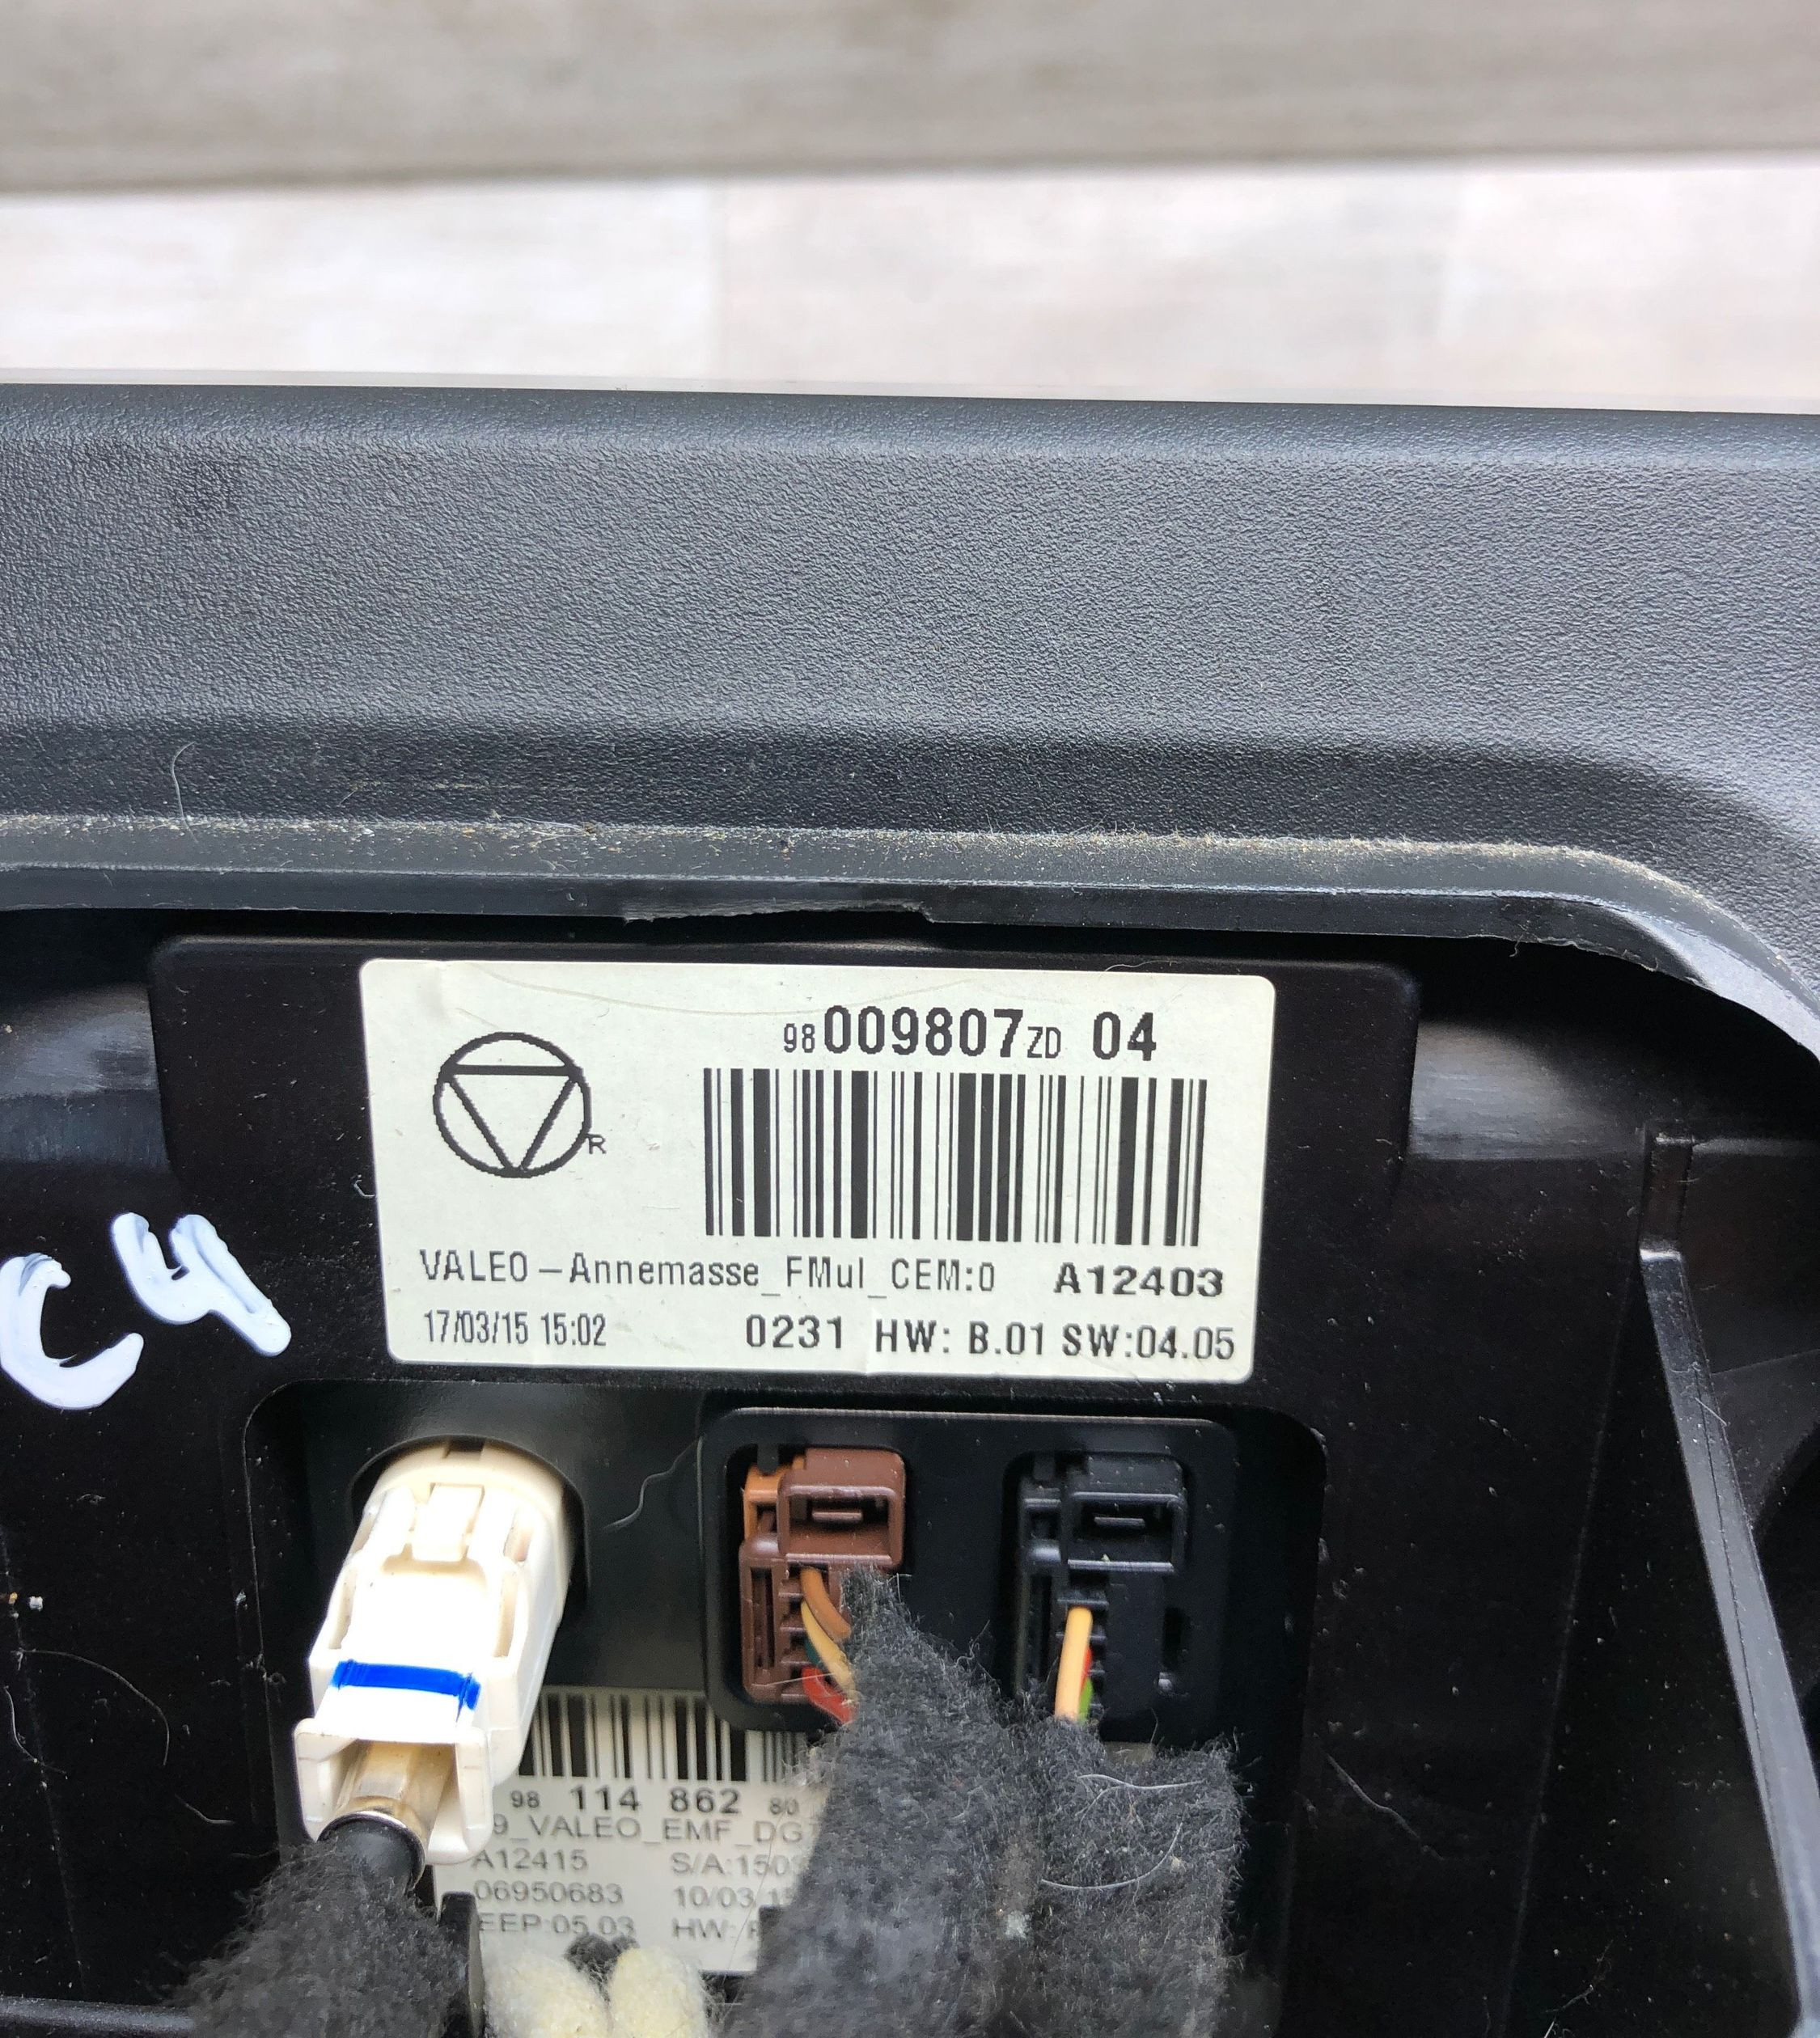 98 009807 ZD 04
R
VALEO-Annemasse_FMul_CEM:0 A12403
17/03/15 15:02 0231 HW: B.01 SW:04.05
C4
98 114 862 80
9_VALEO_EMF_DG
A12415 S/A:150
06950683 10/03/1
EEP:05.03 HW: